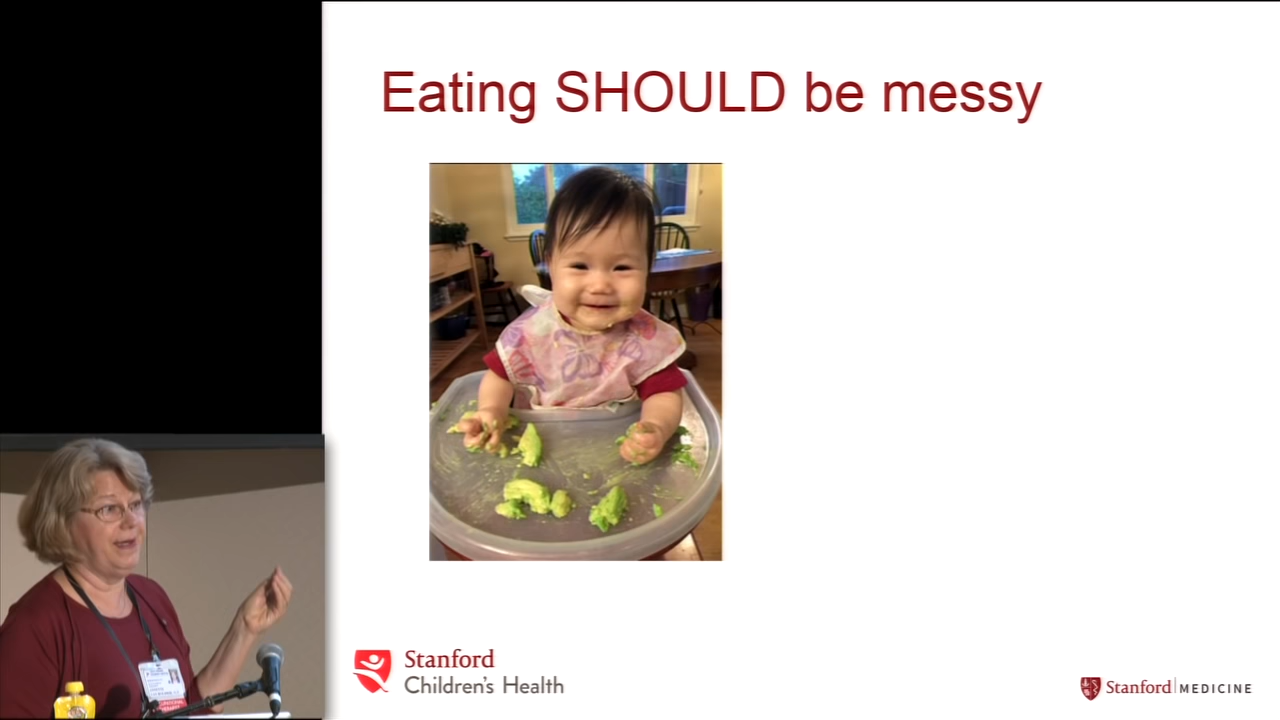 Eating SHOULD be messy
Stanford
Children's Health
Stanford MEDICINE